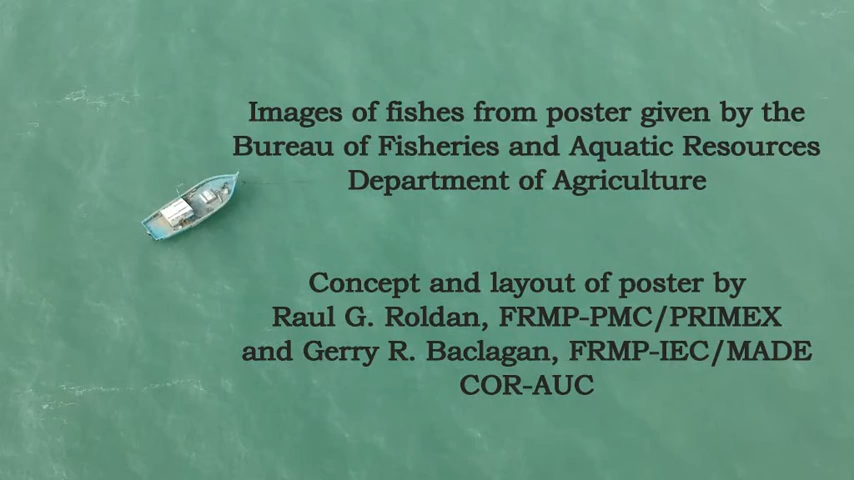 Images of fishes from poster given by the
Bureau of Fisheries and Aquatic Resources
Department of Agriculture
Concept and layout of poster by
Raul G. Roldan, FRMP-PMC/PRIMEX
and Gerry R. Baclagan, FRMP-IEC/MADE
COR-AUC